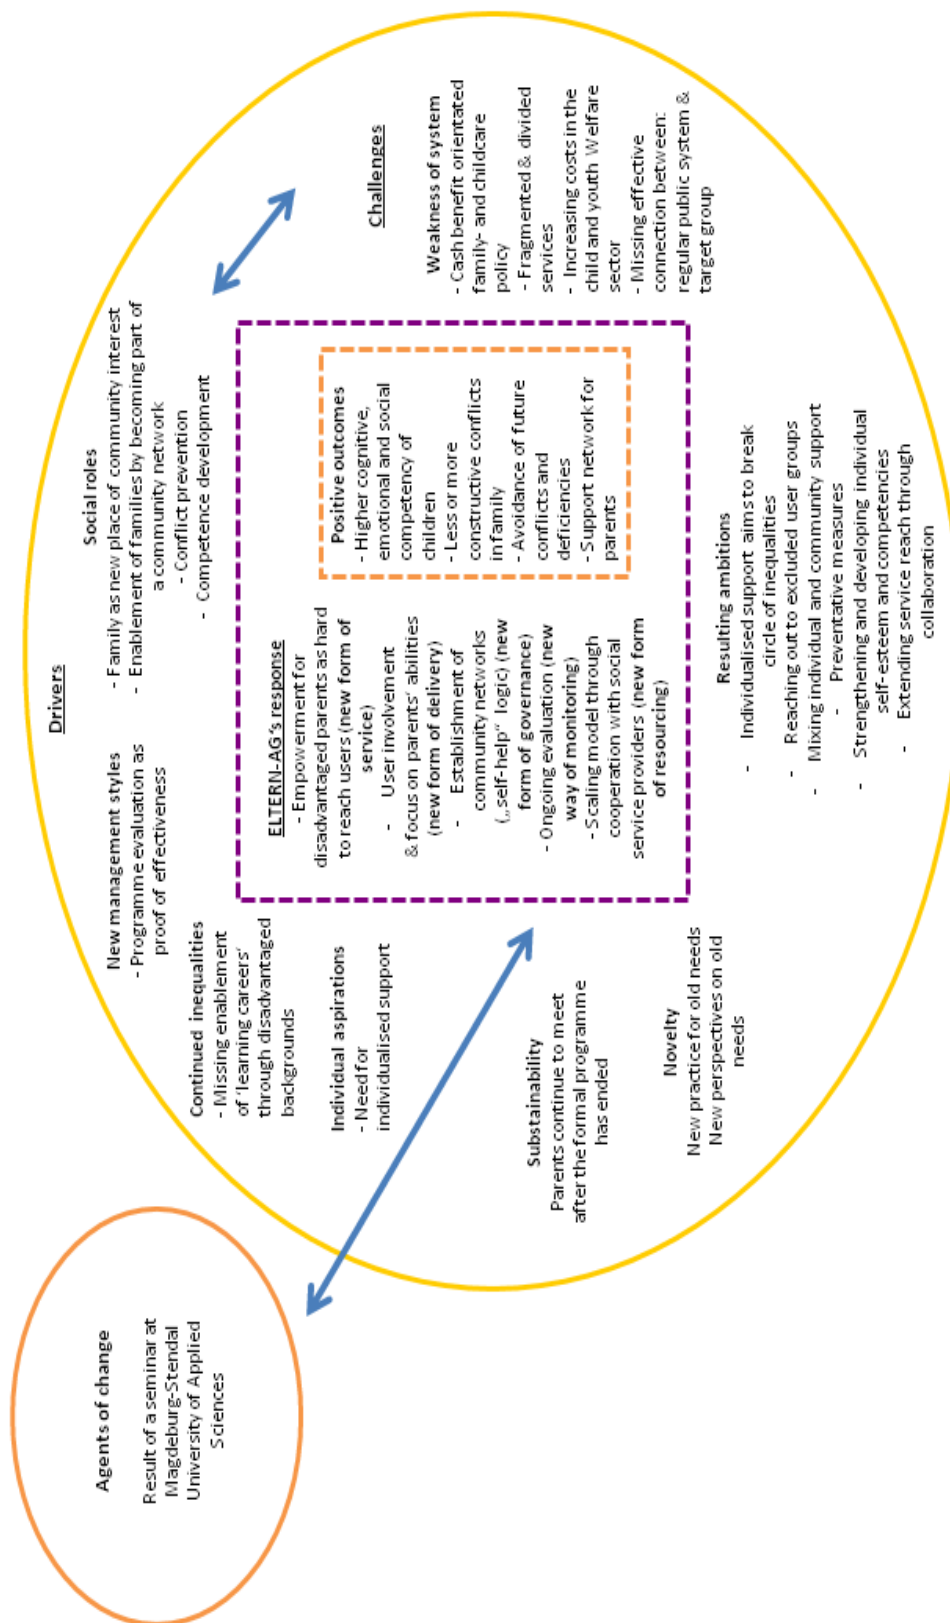 Agents of change
Result of a seminar at
Magdeburg-Stendal
University of Applied
Sciences
Drivers
New management styles
- Programme evaluation as
proof of effectiveness
Social roles
- Family as new place of community interest
- Enablement of families by becoming part of
a community network
- Conflict prevention
- Competence development
Continued inequalities
- Missing enablement
of 'learning careers'
through disadvantaged
backgrounds
Individual aspirations
- Need for
individualised support
ELTERN-AG's response
- Empowerment for
disadvantaged parents as hard
to reach users (new form of
service)
- User involvement
& focus on parents' abilities
(new form of delivery)
- Establishment of
community networks
(„self-help" logic) (new
form of governance)
- Ongoing evaluation (new
way of monitoring)
- Scaling model through
cooperation with social
service providers (new form
of resourcing)
Positive outcomes
- Higher cognitive,
emotional and social
competency of
children
- Less or more
constructive conflicts
in family
- Avoidance of future
conflicts and
deficiencies
- Support network for
parents
Challenges
Weakness of system
- Cash benefit orientated
family- and childcare
policy
- Fragmented & divided
services
- Increasing costs in the
child and youth Welfare
sector
- Missing effective
connection between:
regular public system &
target group
Substainability
Parents continue to meet
after the formal programme
has ended
Novelty
New practice for old needs
New perspectives on old
needs
Resulting ambitions
- Individualised support aims to break
circle of inequalities
- Reaching out to excluded user groups
- Mixing individual and community support
- Preventative measures
- Strengthening and developing individual
self-esteem and competencies
- Extending service reach through
collaboration